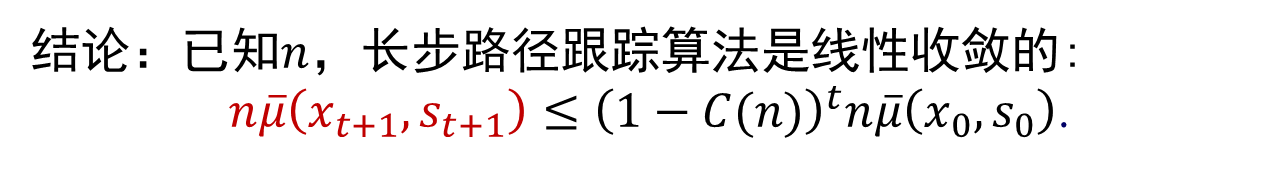 结论：已知n，长步路径跟踪算法是线性收敛的:
nμ̄(x_{t+1}, s_{t+1}) ≤ (1 − C(n))^t nμ̄(x_0, s_0).